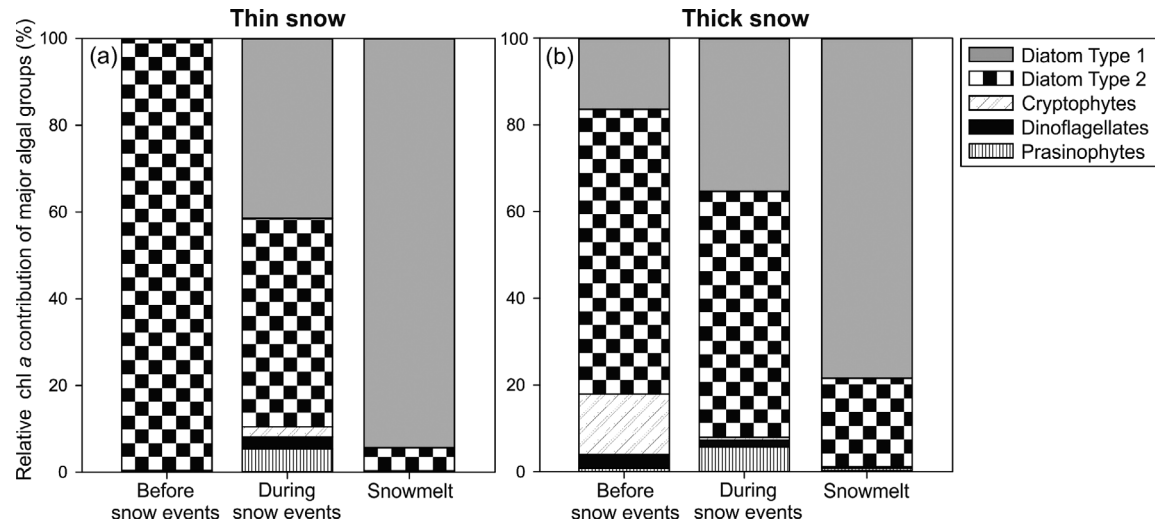 Thin snow
Thick snow
Relative chl a contribution of major algal groups (%)
(a)
100
80
60
40
20
0
Before
snow events
During
snow events
Snowmelt
(b)
100
80
60
40
20
0
Before
snow events
During
snow events
Snowmelt
Diatom Type 1
Diatom Type 2
Cryptophytes
Dinoflagellates
Prasinophytes